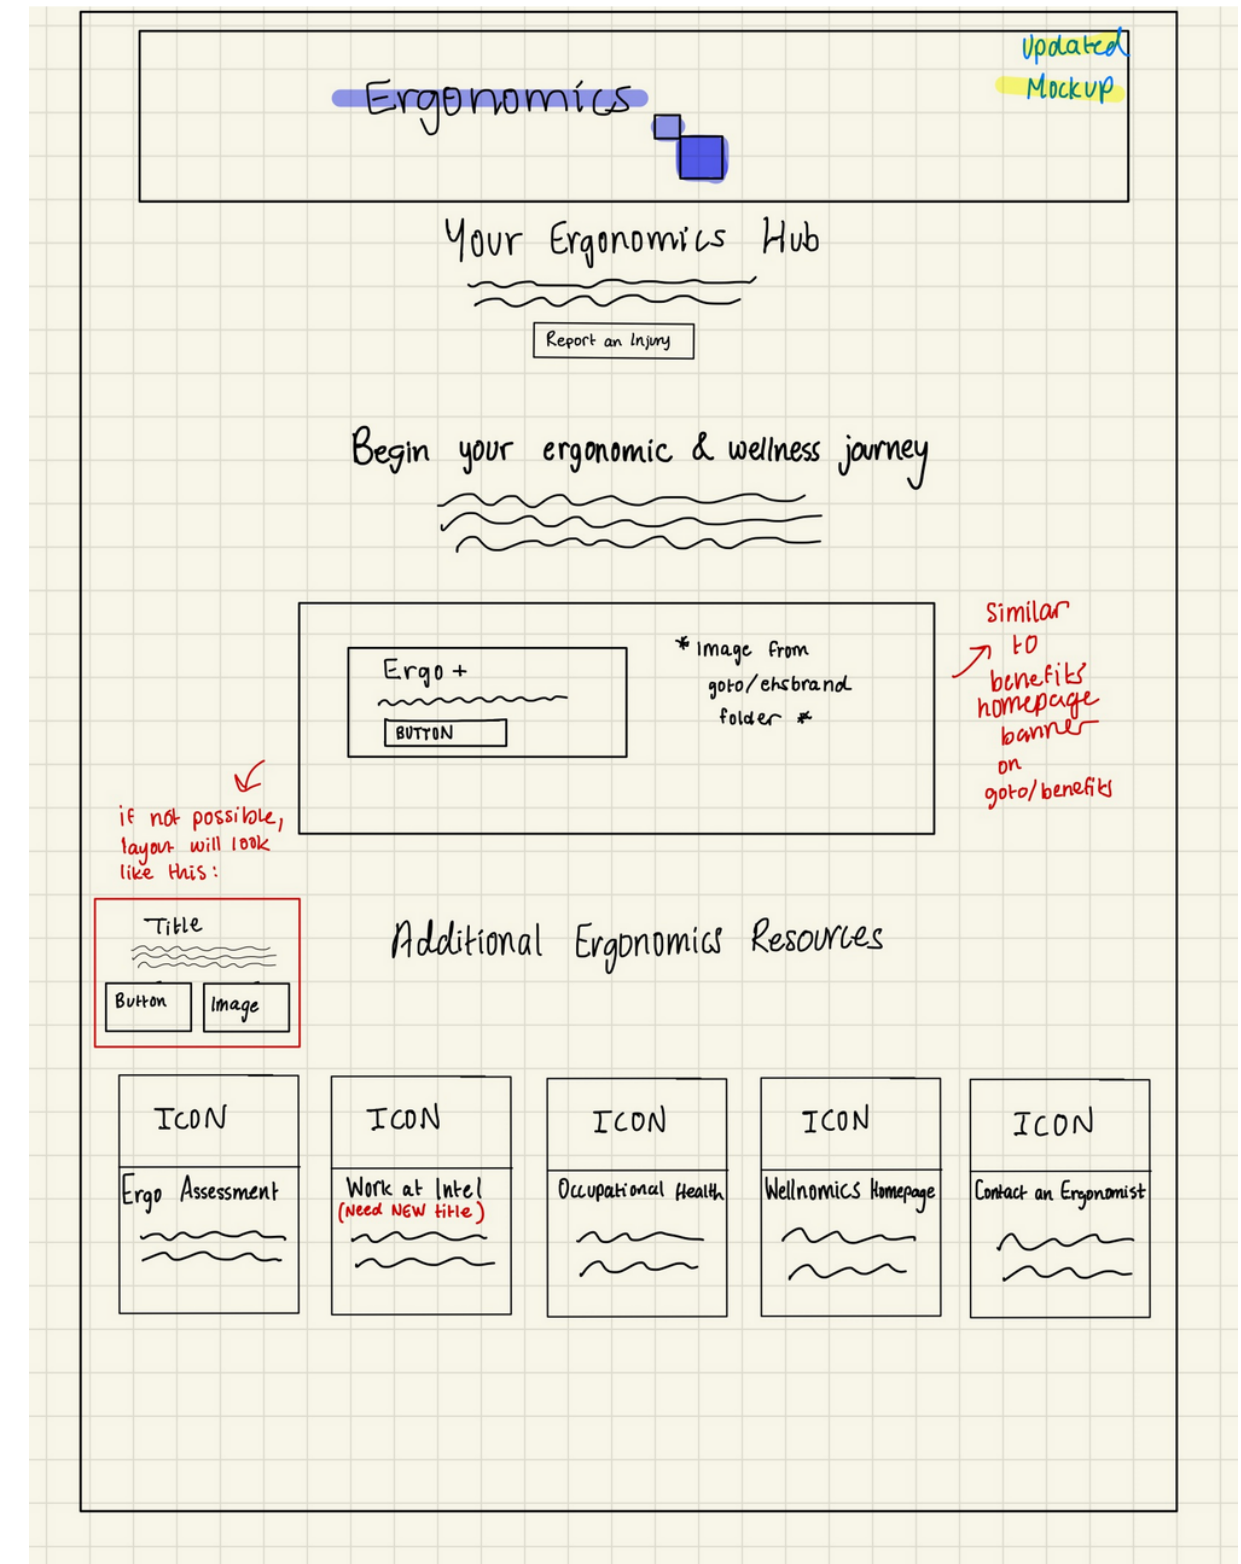 Updated
Mockup
Ergonomics
Your Ergonomics Hub
Report an Injury
Begin your ergonomic & wellness journey
Ergo +
BUTTON
* Image from
goto/ehsbrand
folder *
Similar
to
benefits
homepage
banner
on
goto/benefits
if not possible,
layout will look
like this:
Title
Button
Image
Additional Ergonomics Resources
ICON
Ergo Assessment
ICON
Work at Intel
(Need NEW title)
ICON
Occupational Health
ICON
Wellnomics Homepage
ICON
Contact an Ergonomist